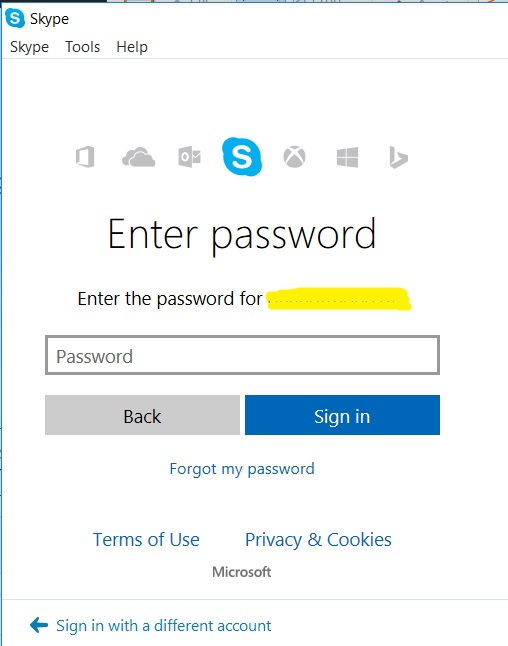 Skype
Skype Tools Help
Enter password
Enter the password for
Password
Back Sign in
Forgot my password
Terms of Use Privacy & Cookies
Microsoft
Sign in with a different account